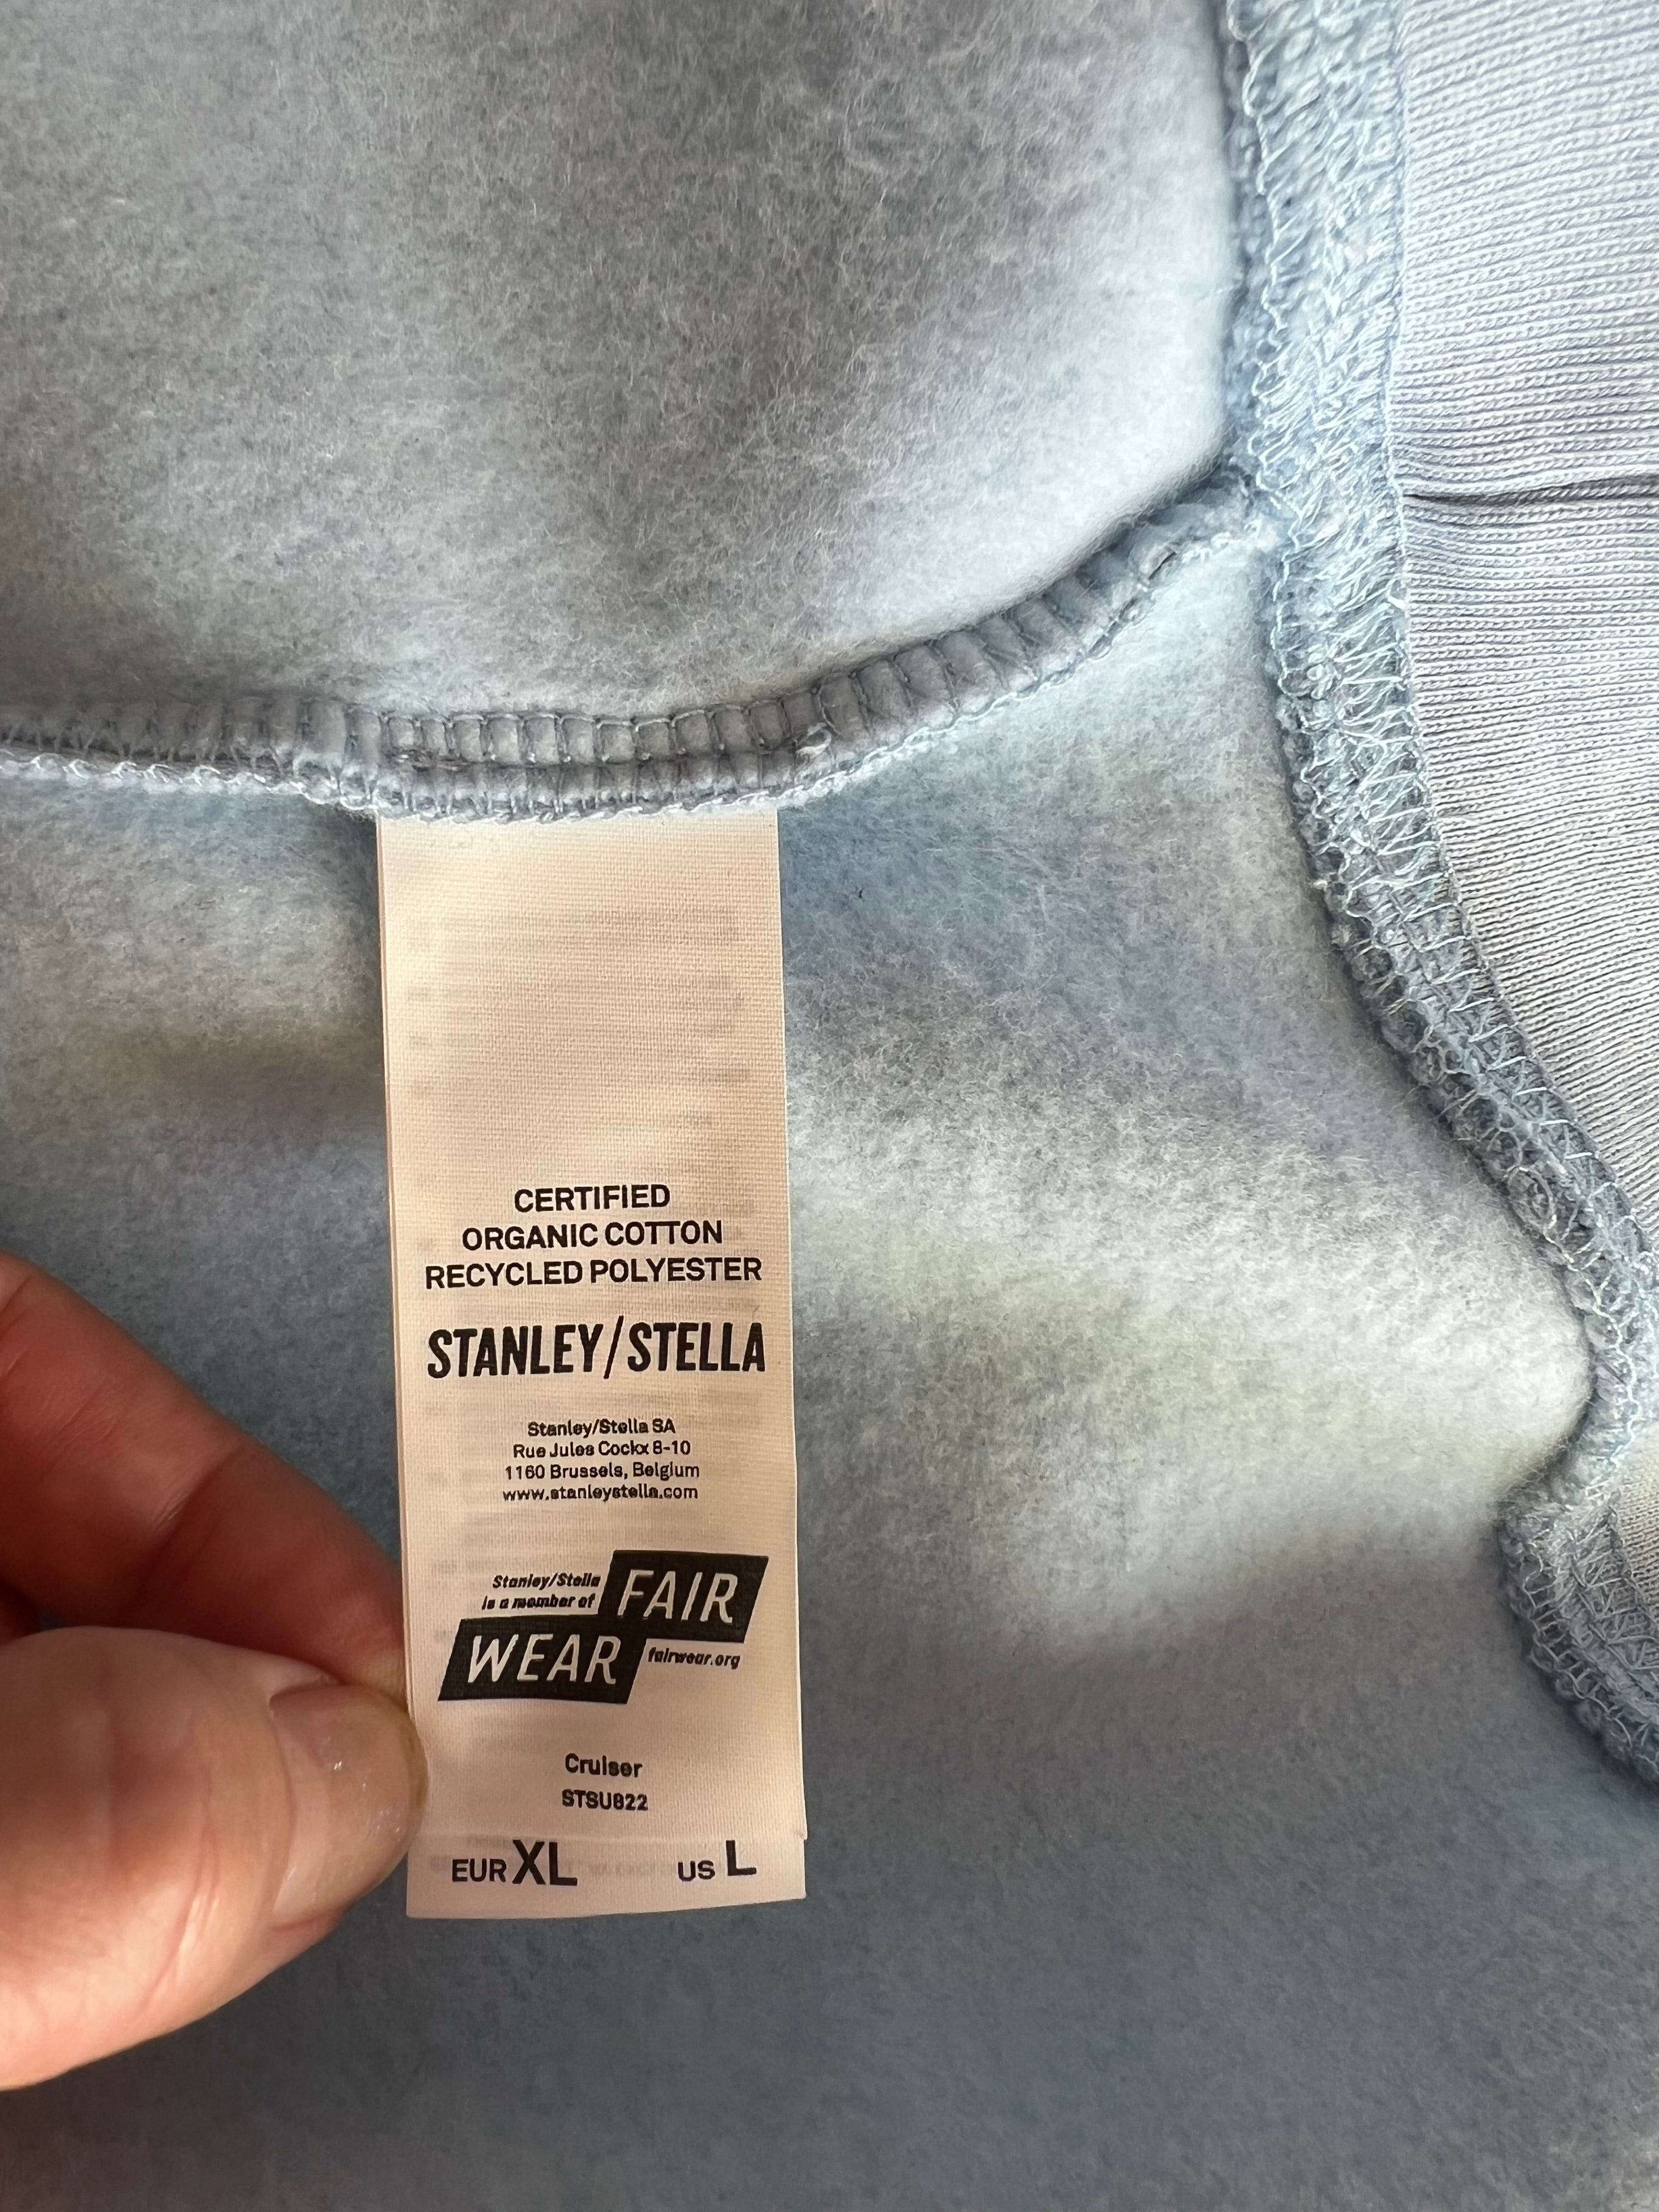 CERTIFIED
ORGANIC COTTON
RECYCLED POLYESTER
STANLEY/STELLA
Stanley/Stella SA
Rue Jules Cockx 8-10
1160 Brussels, Belgium
www.stanleystella.com
Stanley/Stella
is a member of
FAIR
WEAR
fairwear.org
Cruiser
STSU822
EUR XL US L